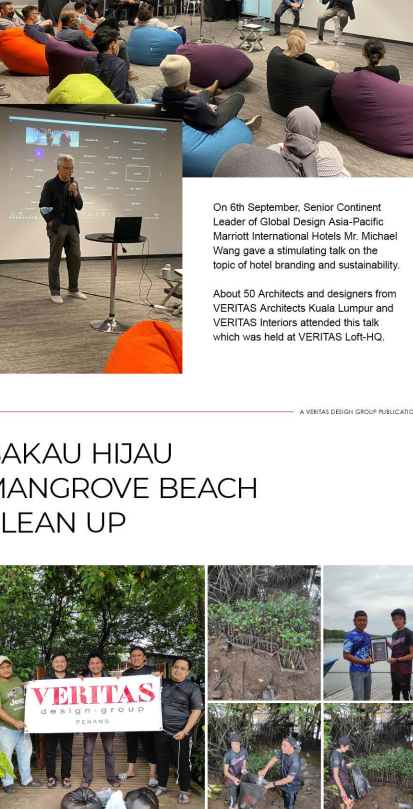 On 6th September, Senior Continent
Leader of Global Design Asia-Pacific
Marriott International Hotels Mr. Michael
Wang gave a stimulating talk on the
topic of hotel branding and sustainability.
About 50 Architects and designers from
VERITAS Architects Kuala Lumpur and
VERITAS Interiors attended this talk
which was held at VERITAS Loft-HQ.
A VERITAS DESIGN GROUP PUBLICATIO
BAKAU HIJAU
MANGROVE BEACH
LEAN UP
VERITAS
design·group
PENANG